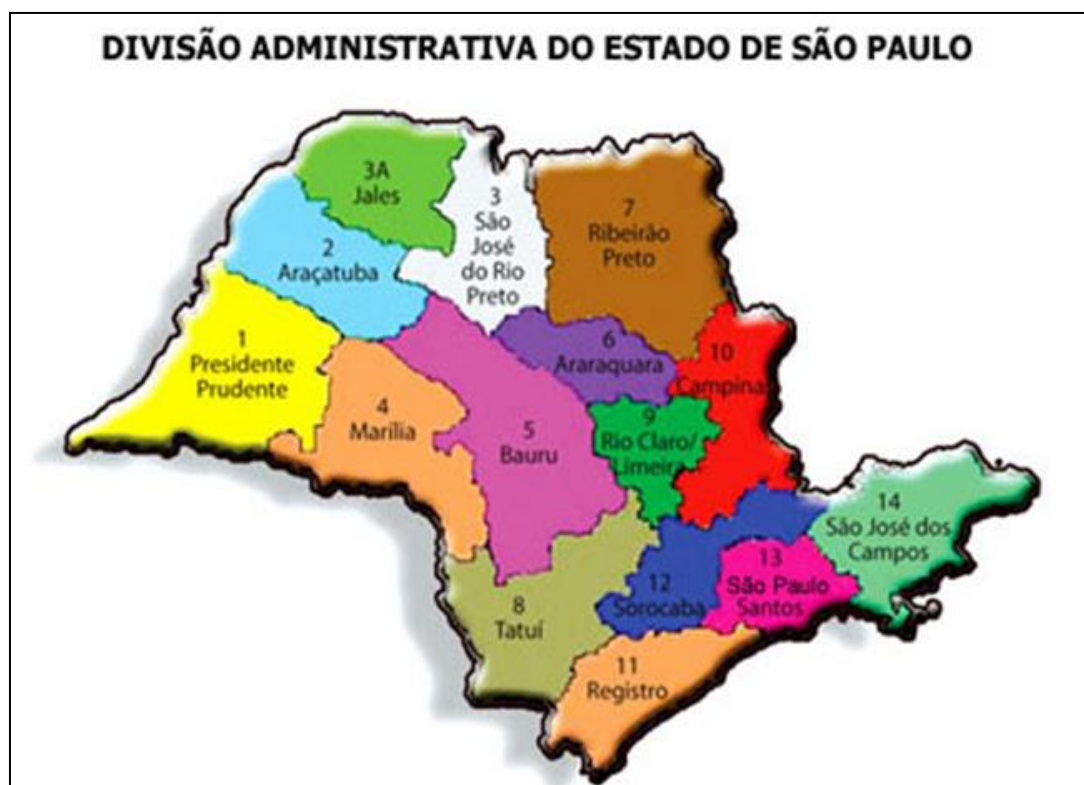 DIVISÃO ADMINISTRATIVA DO ESTADO DE SÃO PAULO
3A
Jales
3
São
José
do Rio
Preto
7
Ribeirão
Preto
2
Araçatuba
1
Presidente
Prudente
6
Araraquara
10
Campina
4
Marília
5
Bauru
9
Rio Claro/
Limeira
14
São José dos
Campos
13
São Paulo
Santos
12
Sorocaba
8
Tatuí
11
Registro